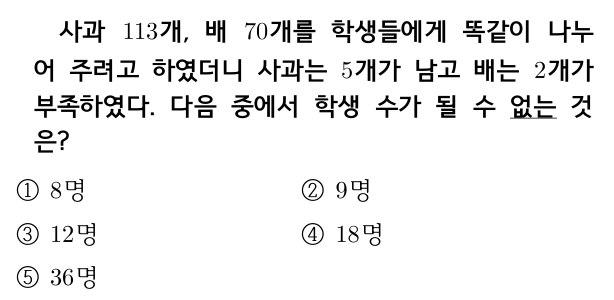 사과 113개, 배 70개를 학생들에게 똑같이 나누
어 주려고 하였더니 사과는 5개가 남고 배는 2개가
부족하였다. 다음 중에서 학생 수가 될 수 없는 것
은?
① 8명 ② 9명
③ 12명 ④ 18명
⑤ 36명